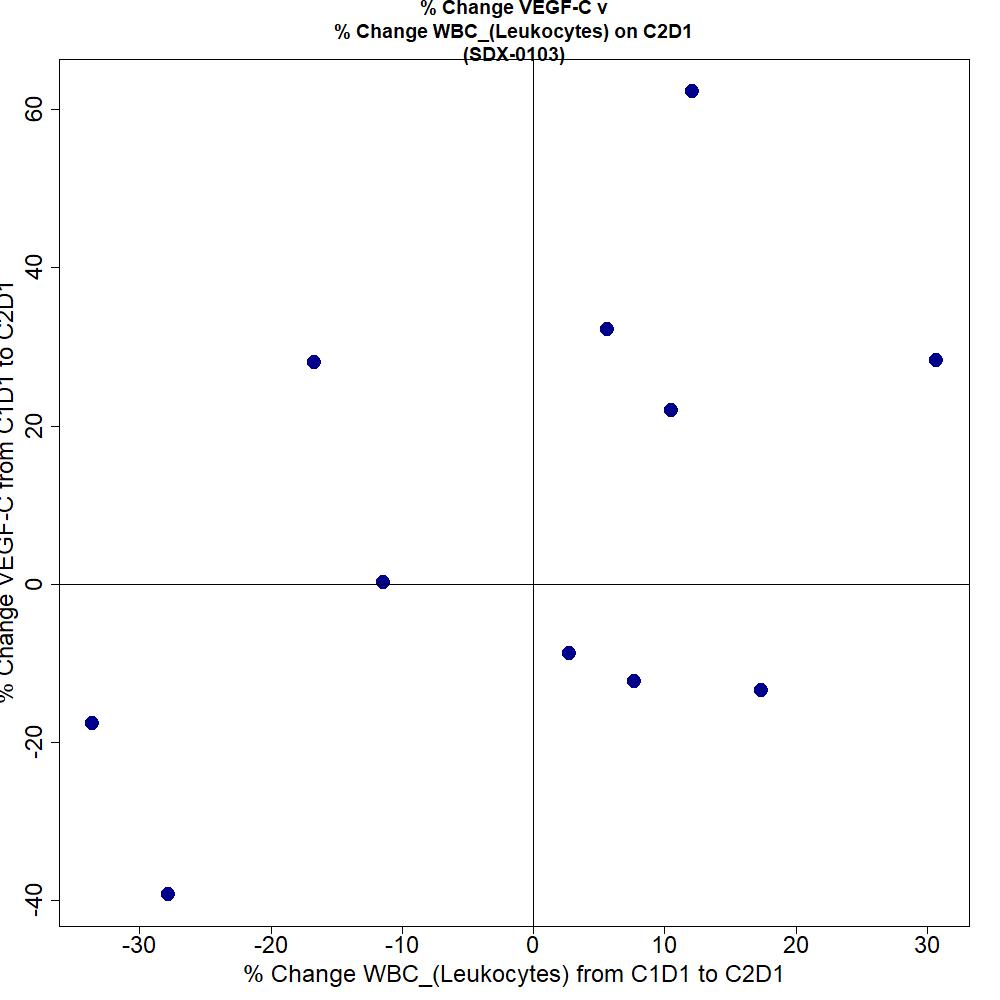 % Change VEGF-C v
% Change WBC_(Leukocytes) on C2D1
(SDX-0103)
% Change VEGF-C from C1D1 to C2D1
60
40
20
0
-20
-40
-30
-20
-10
0
10
20
30
% Change WBC_(Leukocytes) from C1D1 to C2D1